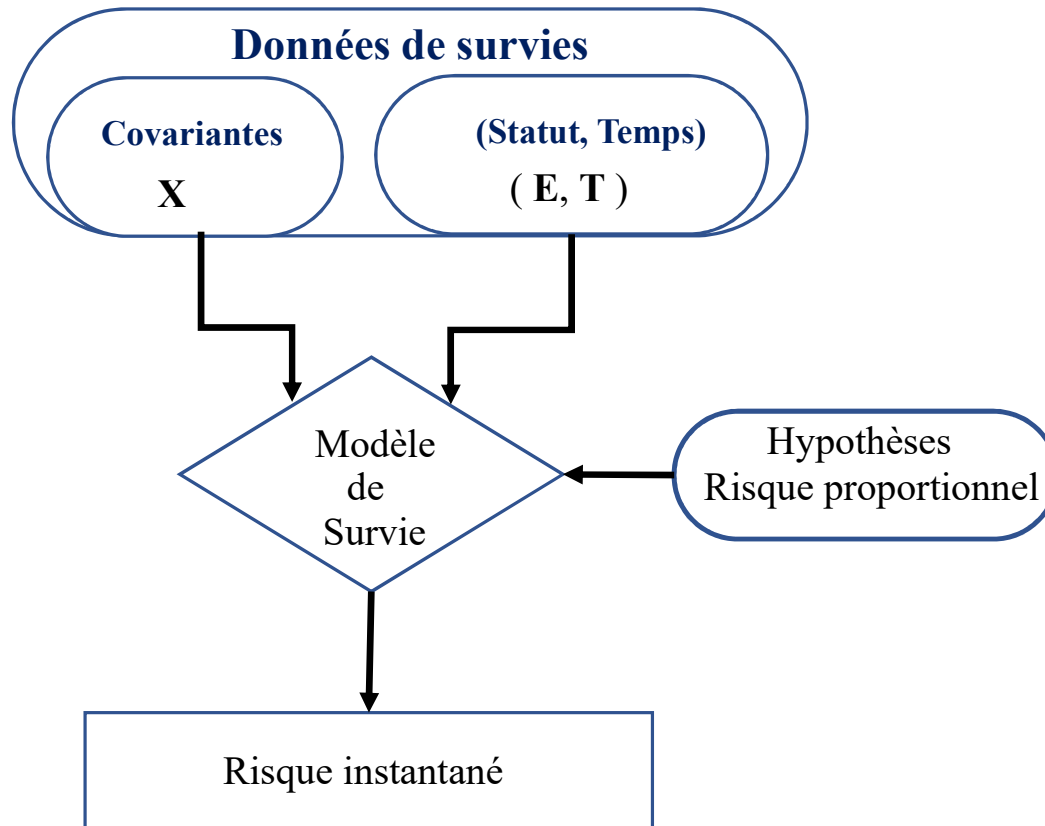 Données de survies
Covariantes
X
(Statut, Temps)
( E, T )
Modèle
de
Survie
Hypothèses
Risque proportionnel
Risque instantané